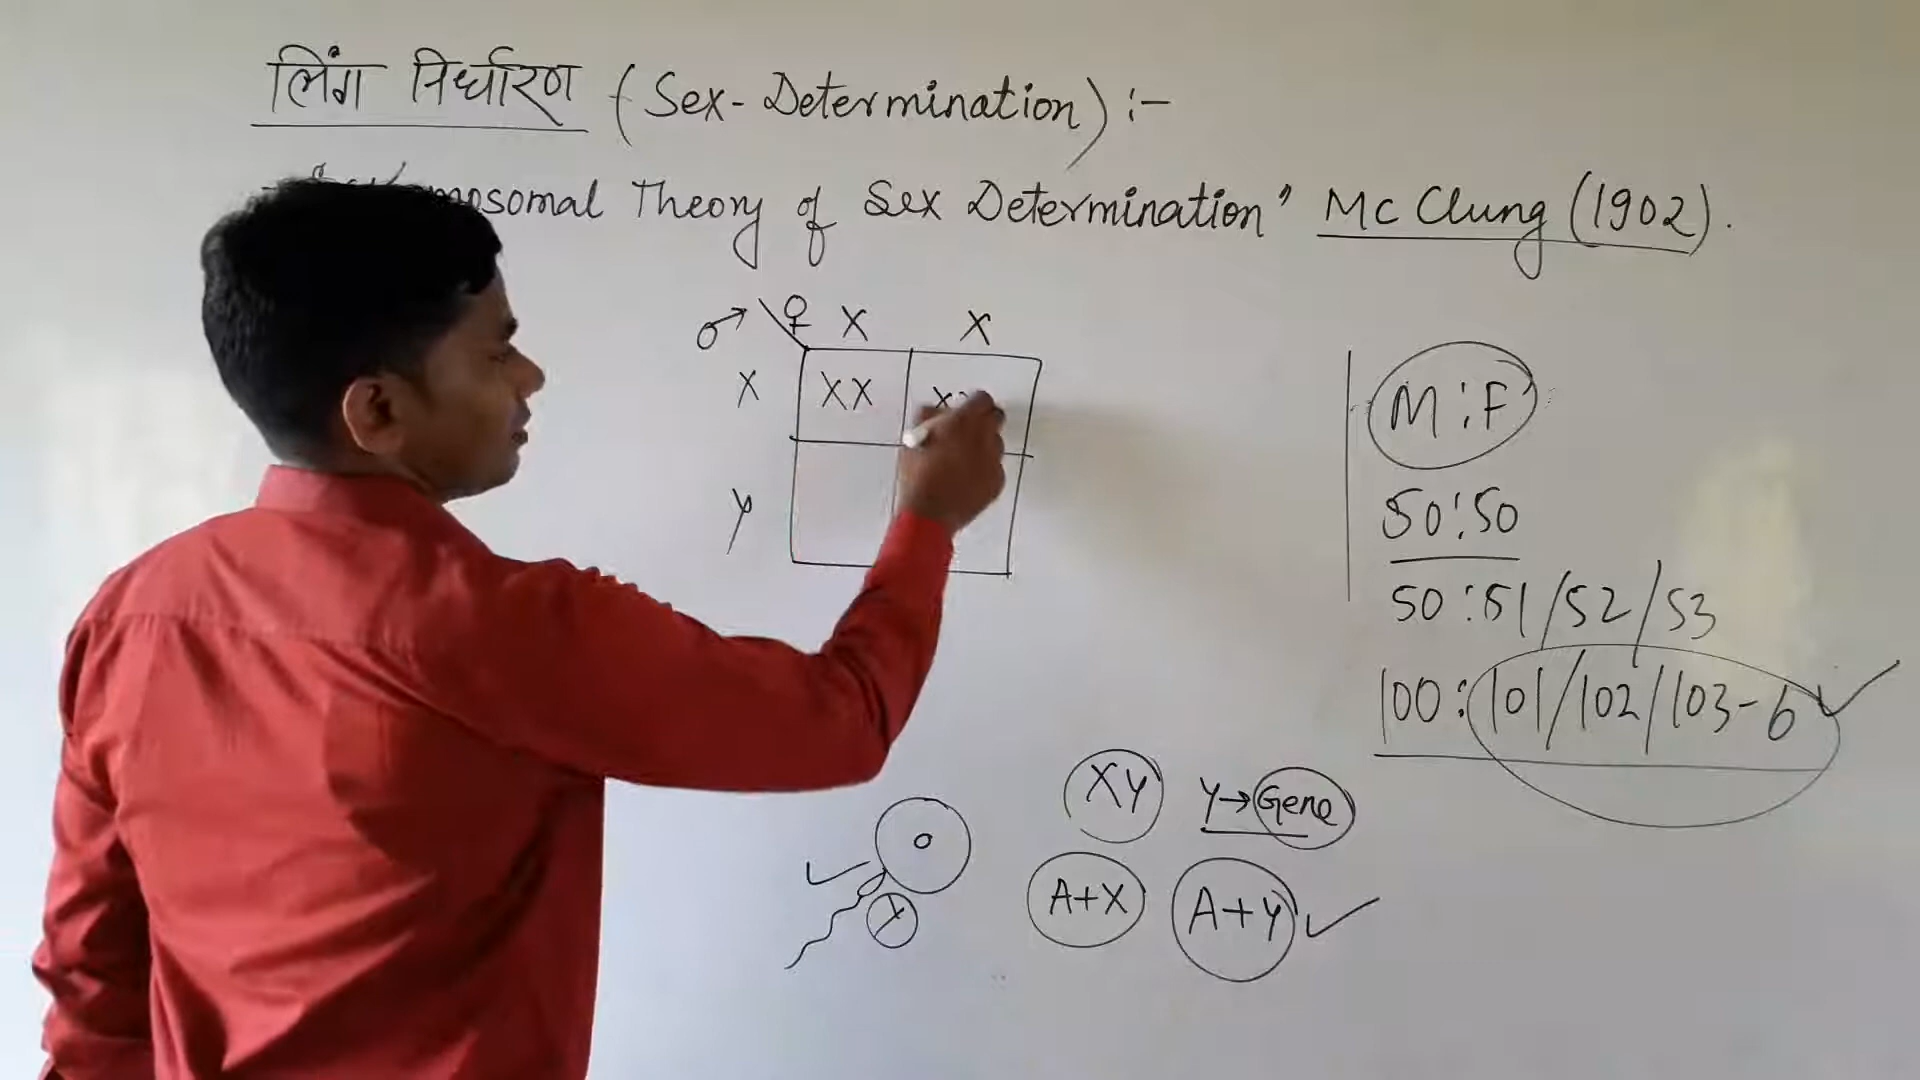 लिंग निर्धारण (Sex-Determination) :-
mosomal Theory of Sex Determination" Mc Clung (1902).
♂ ♀ X X
X XX
Y
M:F
50:50
50:51/52/53
100:101/102/103-6 ✓
XY Y→Gene
A+X A+Y ✓
Y